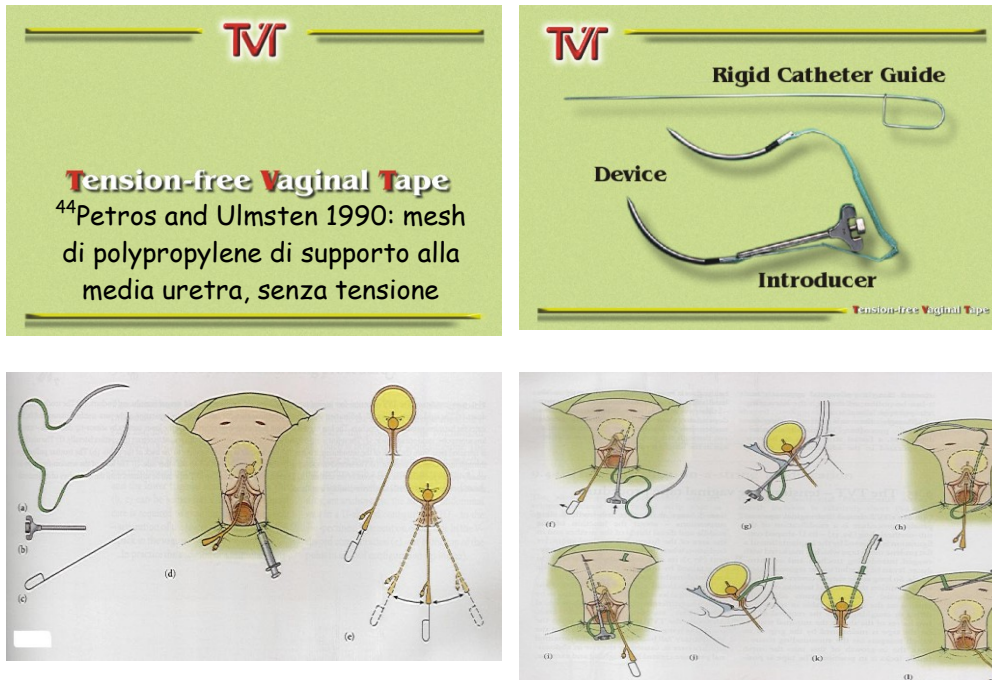 TVT
Tension-free Vaginal Tape
44Petros and Ulmsten 1990: mesh
di polypropylene di supporto alla
media uretra, senza tensione
TVT
Rigid Catheter Guide
Device
Introducer
Tension-free Vaginal Tape
(a)
(b)
(c)
(d)
(e)
(f)
(g)
(h)
(i)
(j)
(k)
(l)